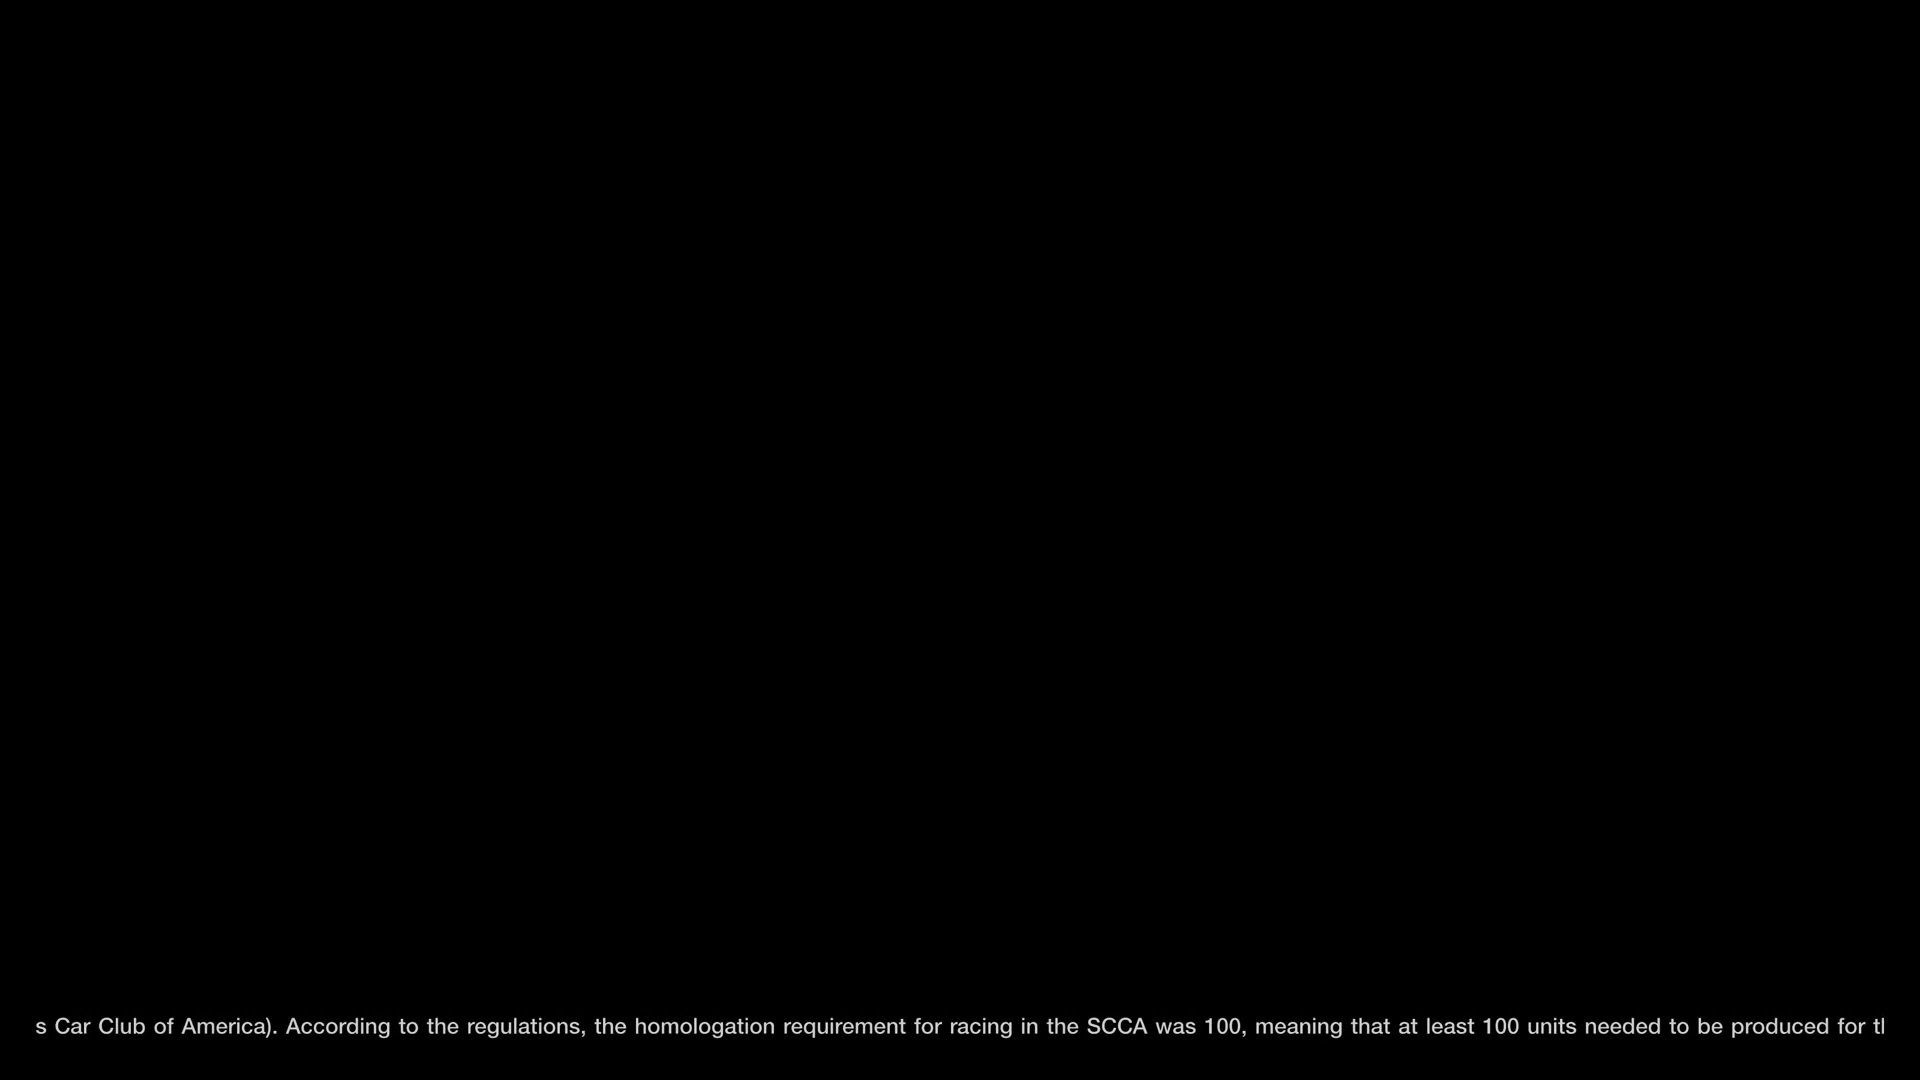 s Car Club of America). According to the regulations, the homologation requirement for racing in the SCCA was 100, meaning that at least 100 units needed to be produced for